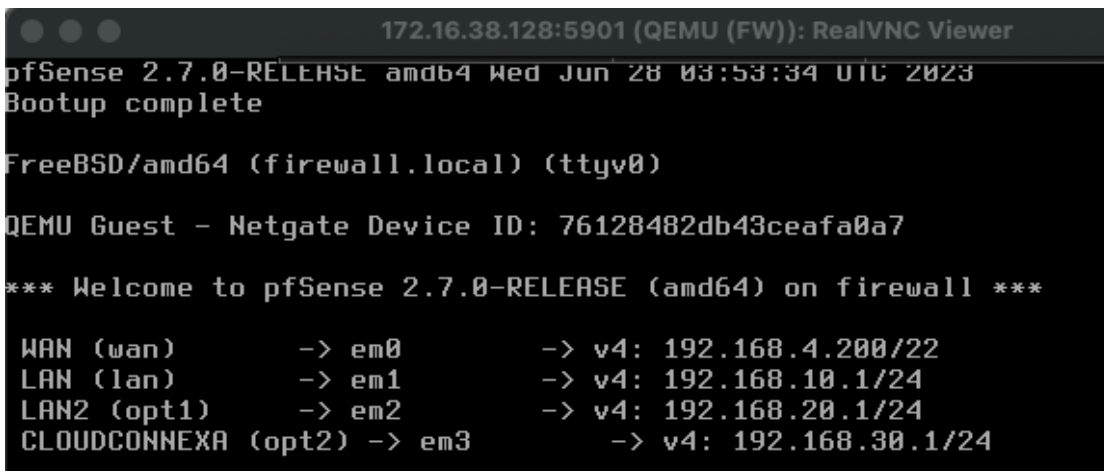 172.16.38.128:5901 (QEMU (FW)): RealVNC Viewer
pfSense 2.7.0-RELEASE amd64 Wed Jun 28 03:53:34 UTC 2023
Bootup complete
FreeBSD/amd64 (firewall.local) (ttyv0)
QEMU Guest - Netgate Device ID: 76128482db43ceafa0a7
*** Welcome to pfSense 2.7.0-RELEASE (amd64) on firewall ***
WAN (wan) -> em0 -> v4: 192.168.4.200/22
LAN (lan) -> em1 -> v4: 192.168.10.1/24
LAN2 (opt1) -> em2 -> v4: 192.168.20.1/24
CLOUDCONNEXA (opt2) -> em3 -> v4: 192.168.30.1/24